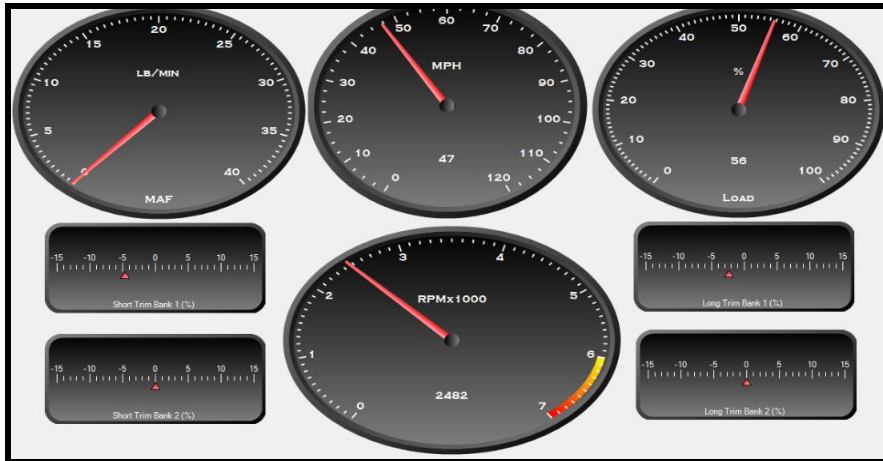 20
15 25
10 30
5 35
0 40
LB/MIN
MAF
60
50 70
40 80
30 90
20 100
10 110
0 120
MPH
47
50
40 60
30 70
20 80
10 90
0 100
%
56
LOAD
-15 -10 -5 0 5 10 15
Short Trim Bank 1 (%)
3 4
2 5
1 6
0 7
RPMx1000
2482
-15 -10 -5 0 5 10 15
Long Trim Bank 1 (%)
-15 -10 -5 0 5 10 15
Short Trim Bank 2 (%)
-15 -10 -5 0 5 10 15
Long Trim Bank 2 (%)